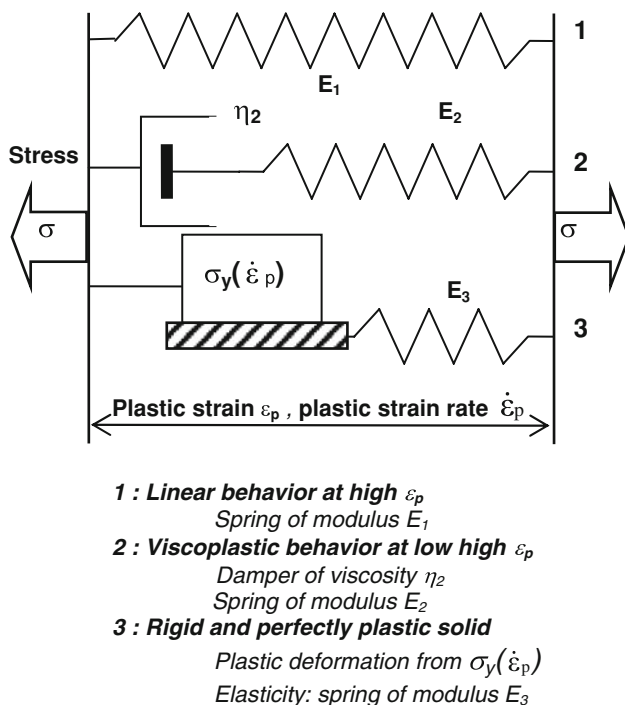 1
E₁
η₂
E₂
Stress
2
σ
σ
σy(ε̇ p)
E₃
3
Plastic strain εp , plastic strain rate ε̇p
1 : Linear behavior at high εp
Spring of modulus E₁
2 : Viscoplastic behavior at low high εp
Damper of viscosity η₂
Spring of modulus E₂
3 : Rigid and perfectly plastic solid
Plastic deformation from σy(ε̇p)
Elasticity: spring of modulus E₃